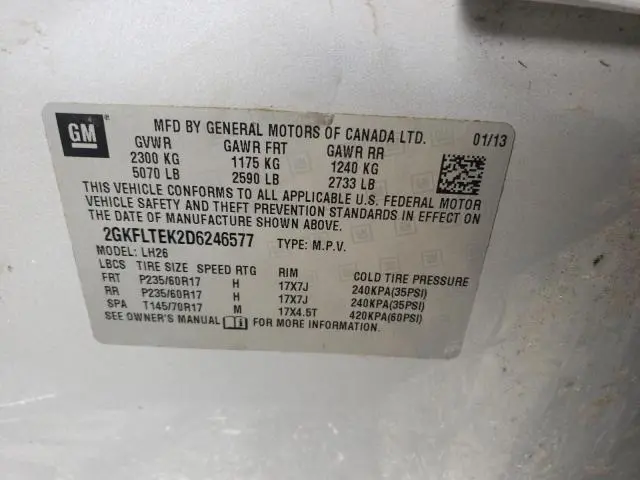 GM ®
MFD BY GENERAL MOTORS OF CANADA LTD. 01/13
GVWR GAWR FRT GAWR RR
2300 KG 1175 KG 1240 KG
5070 LB 2590 LB 2733 LB
THIS VEHICLE CONFORMS TO ALL APPLICABLE U.S. FEDERAL MOTOR
VEHICLE SAFETY AND THEFT PREVENTION STANDARDS IN EFFECT ON
THE DATE OF MANUFACTURE SHOWN ABOVE.
2GKFLTEK2D6246577 TYPE: M.P.V.
MODEL: LH26
LBCS TIRE SIZE SPEED RTG RIM COLD TIRE PRESSURE
FRT P235/60R17 H 17X7J 240KPA(35PSI)
RR P235/60R17 H 17X7J 240KPA(35PSI)
SPA T145/70R17 M 17X4.5T 420KPA(60PSI)
SEE OWNER'S MANUAL FOR MORE INFORMATION.